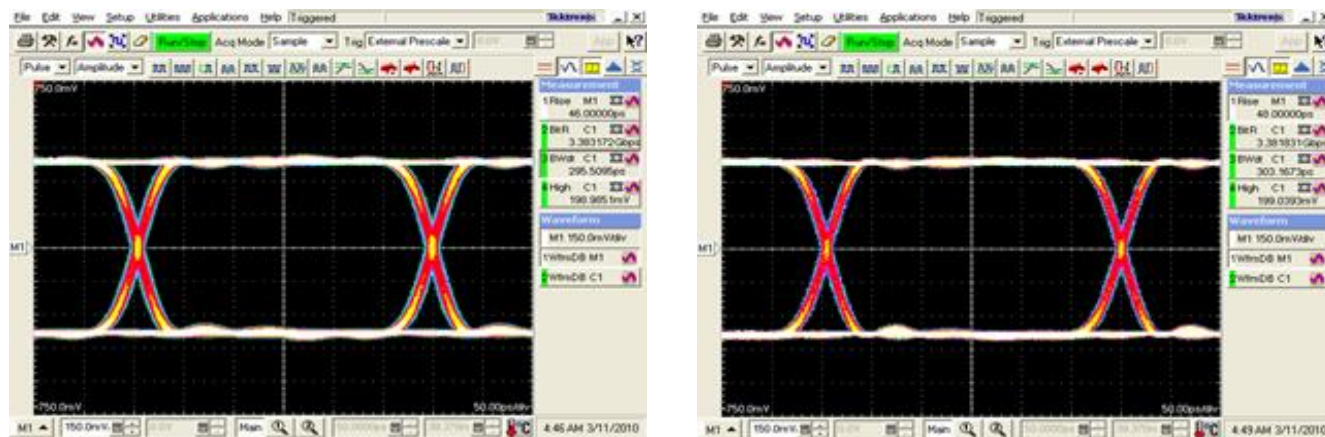 File Edit View Setup Utilities Applications Help Triggered Tektronix
Run/Stop Acq Mode Sample Trig External Prescale
Pulse Amplitude
750.0mV
M1
-750.0mV 50.00ps/div
Measurement
1 Rise M1
46.00000ps
2 BitR C1
3.383172Gbps
3 BWdt C1
295.5095ps
4 High C1
198.9851mV
Waveform
M1 150.0mV/div
1 WfmDB M1
2 WfmDB C1
M1 150.0mV Main 4:46 AM 3/11/2010
File Edit View Setup Utilities Applications Help Triggered Tektronix
Run/Stop Acq Mode Sample Trig External Prescale
Pulse Amplitude
750.0mV
M1
-750.0mV 50.00ps/div
Measurement
1 Rise M1
48.00000ps
2 BitR C1
3.381831Gbps
3 BWdt C1
303.1673ps
4 High C1
199.0393mV
Waveform
M1 150.0mV/div
1 WfmDB M1
2 WfmDB C1
M1 150.0mV Main 4:49 AM 3/11/2010